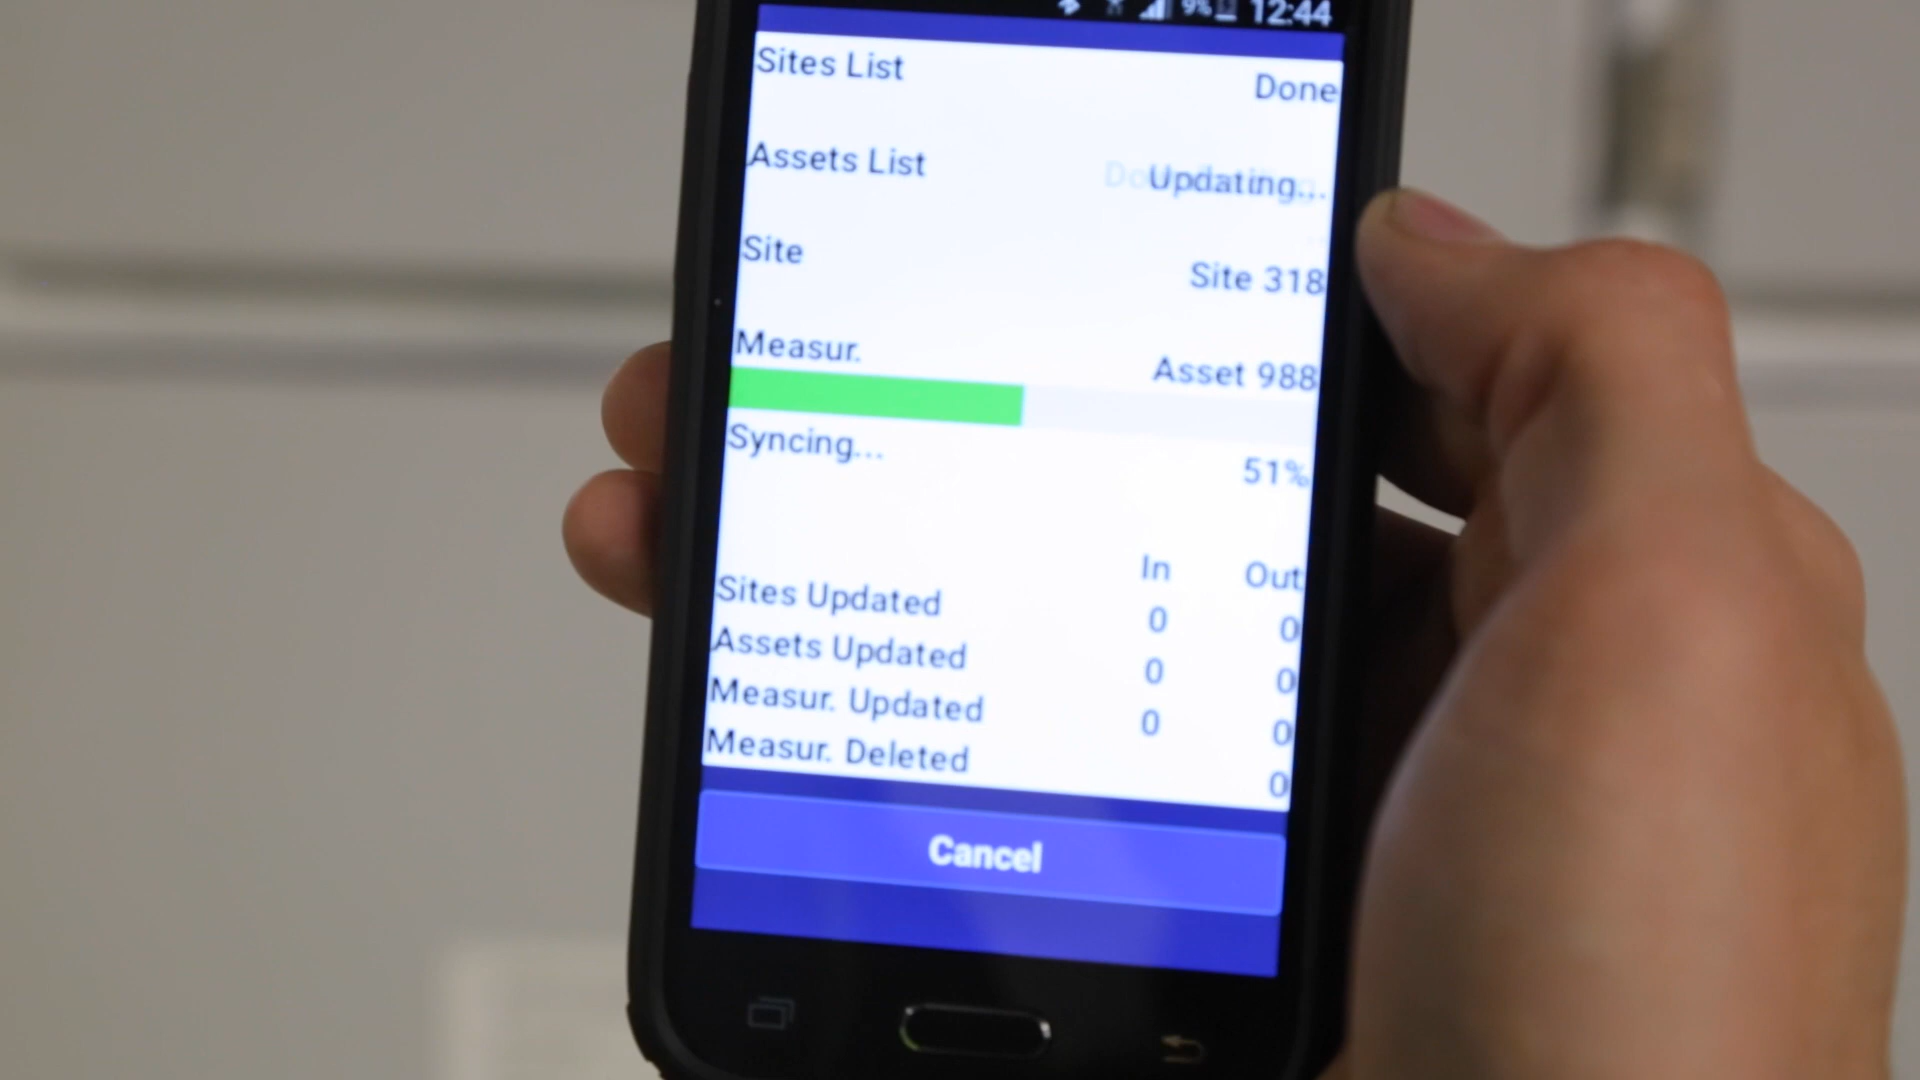 9% 12:44
Sites List Done
Assets List Updating...
Site Site 318
Measur. Asset 988
Syncing... 51%
In Out
Sites Updated 0 0
Assets Updated 0 0
Measur. Updated 0 0
Measur. Deleted 0
Cancel